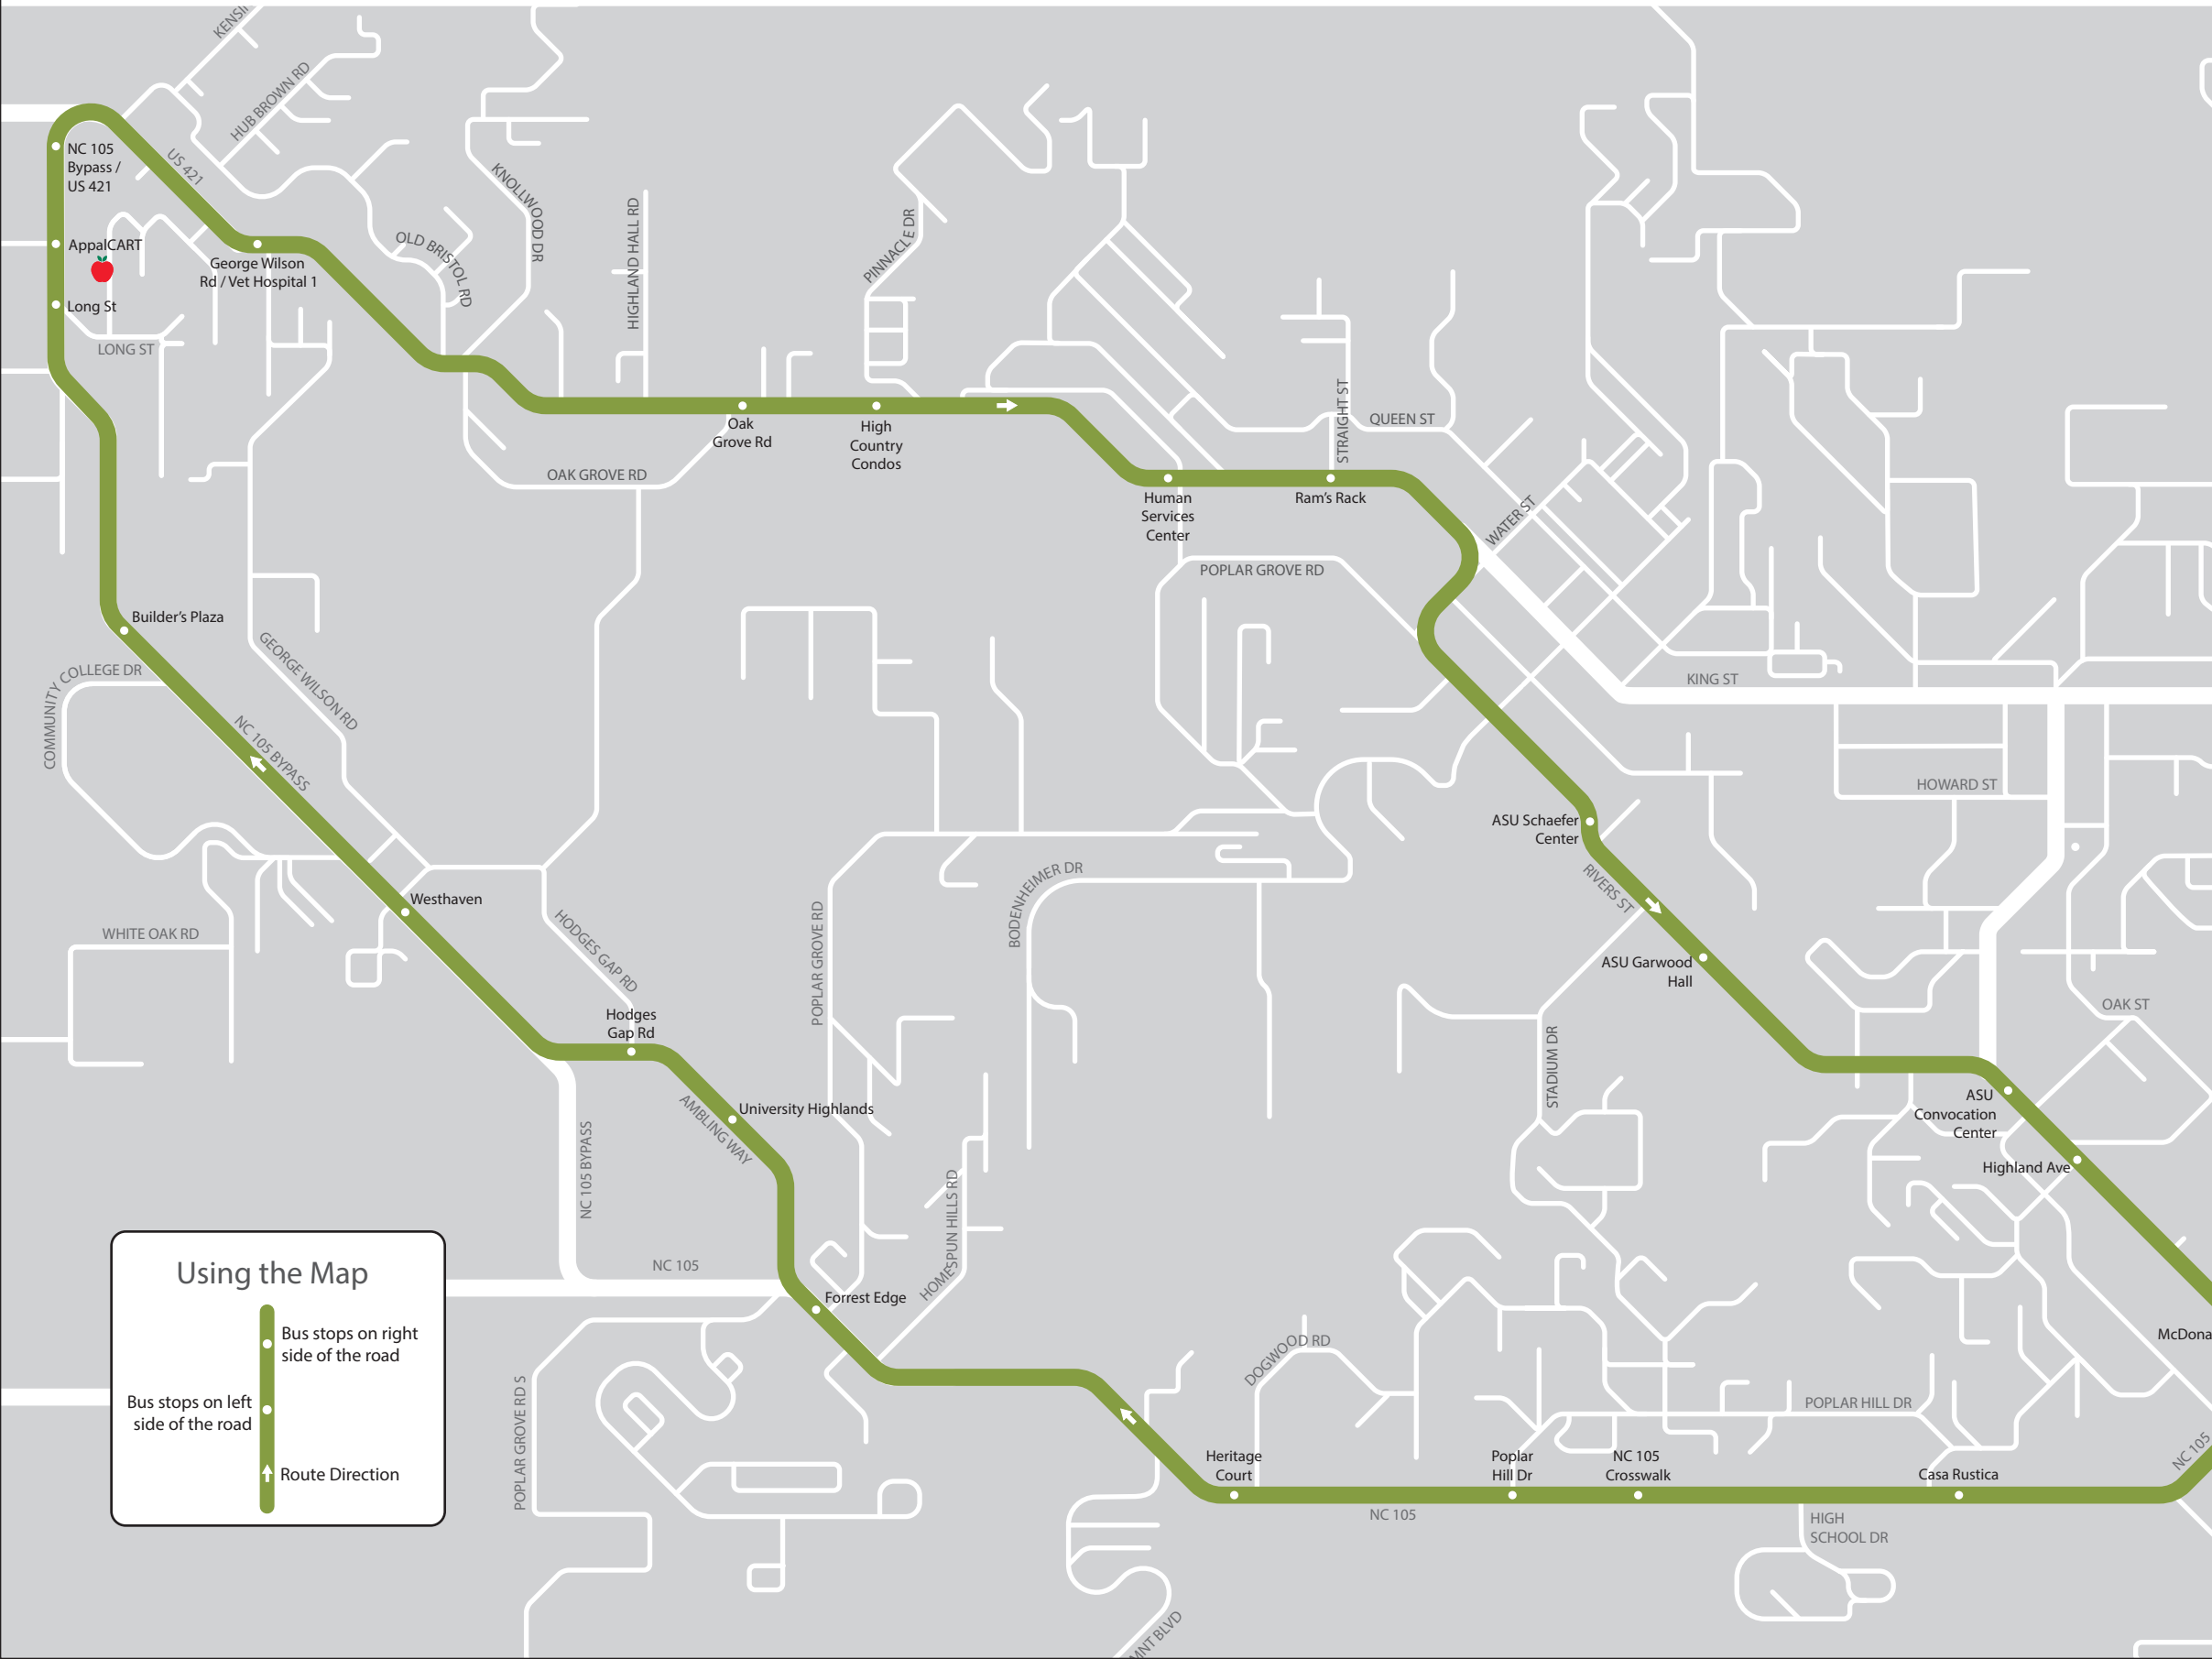 KENSI
HUB BROWN RD
US 421
NC 105
Bypass /
US 421
AppalCART
Long St
LONG ST
George Wilson
Rd / Vet Hospital 1
OLD BRISTOL RD
KNOLLWOOD DR
HIGHLAND HALL RD
PINNACLE DR
Oak
Grove Rd
High
Country
Condos
OAK GROVE RD
STRAIGHT ST
QUEEN ST
Human
Services
Center
Ram's Rack
WATER ST
POPLAR GROVE RD
KING ST
HOWARD ST
Builder's Plaza
COMMUNITY COLLEGE DR
GEORGE WILSON RD
NC 105 BYPASS
Westhaven
WHITE OAK RD
HODGES GAP RD
Hodges
Gap Rd
POPLAR GROVE RD
BODENHEIMER DR
ASU Schaefer
Center
RIVERS ST
ASU Garwood
Hall
OAK ST
STADIUM DR
ASU
Convocation
Center
Highland Ave
University Highlands
AMBLING WAY
NC 105 BYPASS
HOMESPUN HILLS RD
NC 105
Forrest Edge
McDona
Using the Map
Bus stops on right
side of the road
Bus stops on left
side of the road
Route Direction
POPLAR GROVE RD S
DOGWOOD RD
POPLAR HILL DR
Heritage
Court
Poplar
Hill Dr
NC 105
Crosswalk
Casa Rustica
NC 105
NC 105
HIGH
SCHOOL DR
MNT BLVD